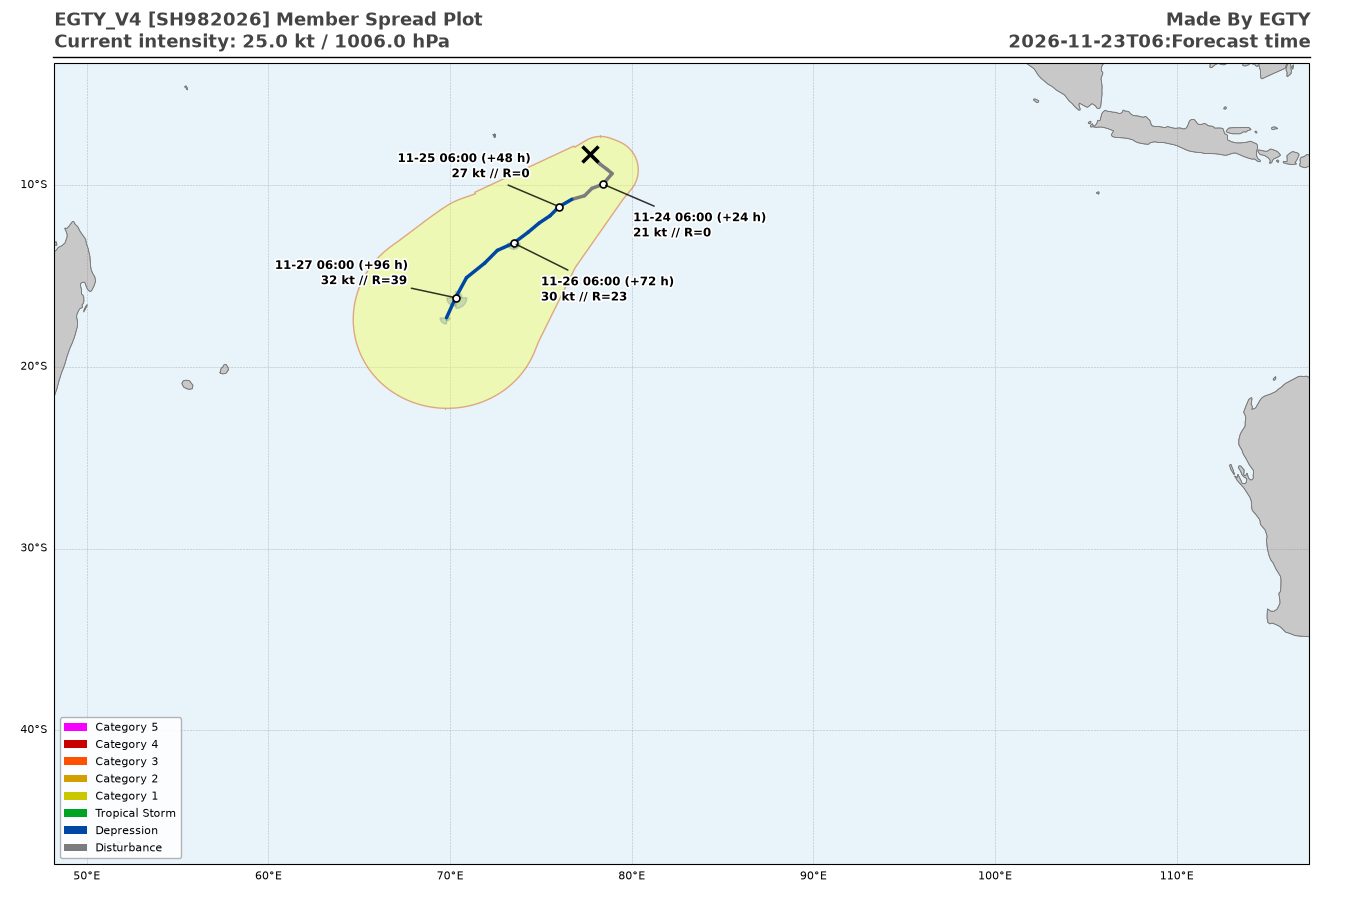 EGTY_V4 [SH982026] Member Spread Plot
Current intensity: 25.0 kt / 1006.0 hPa
Made By EGTY
2026-11-23T06:Forecast time
11-25 06:00 (+48 h)
27 kt // R=0
11-24 06:00 (+24 h)
21 kt // R=0
11-27 06:00 (+96 h)
32 kt // R=39
11-26 06:00 (+72 h)
30 kt // R=23
10°S
20°S
30°S
40°S
Category 5
Category 4
Category 3
Category 2
Category 1
Tropical Storm
Depression
Disturbance
50°E
60°E
70°E
80°E
90°E
100°E
110°E